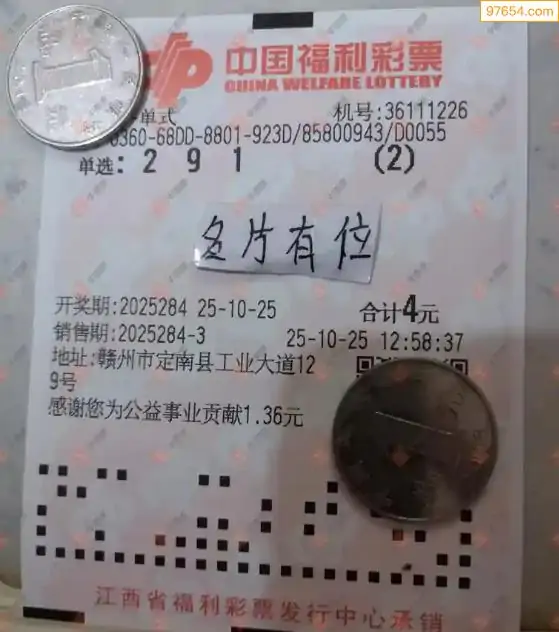 97654.com
中国福利彩票
CHINA WELFARE LOTTERY
单式 机号:36111226
0360-68DD-8801-923D/85800943/D0055
单选: 2 9 1 (2)
名片有位
开奖期:2025284 25-10-25 合计4元
销售期:2025284-3 25-10-25 12:58:37
地址:赣州市定南县工业大道12
9号
感谢您为公益事业贡献1.36元
江西省福利彩票发行中心承销